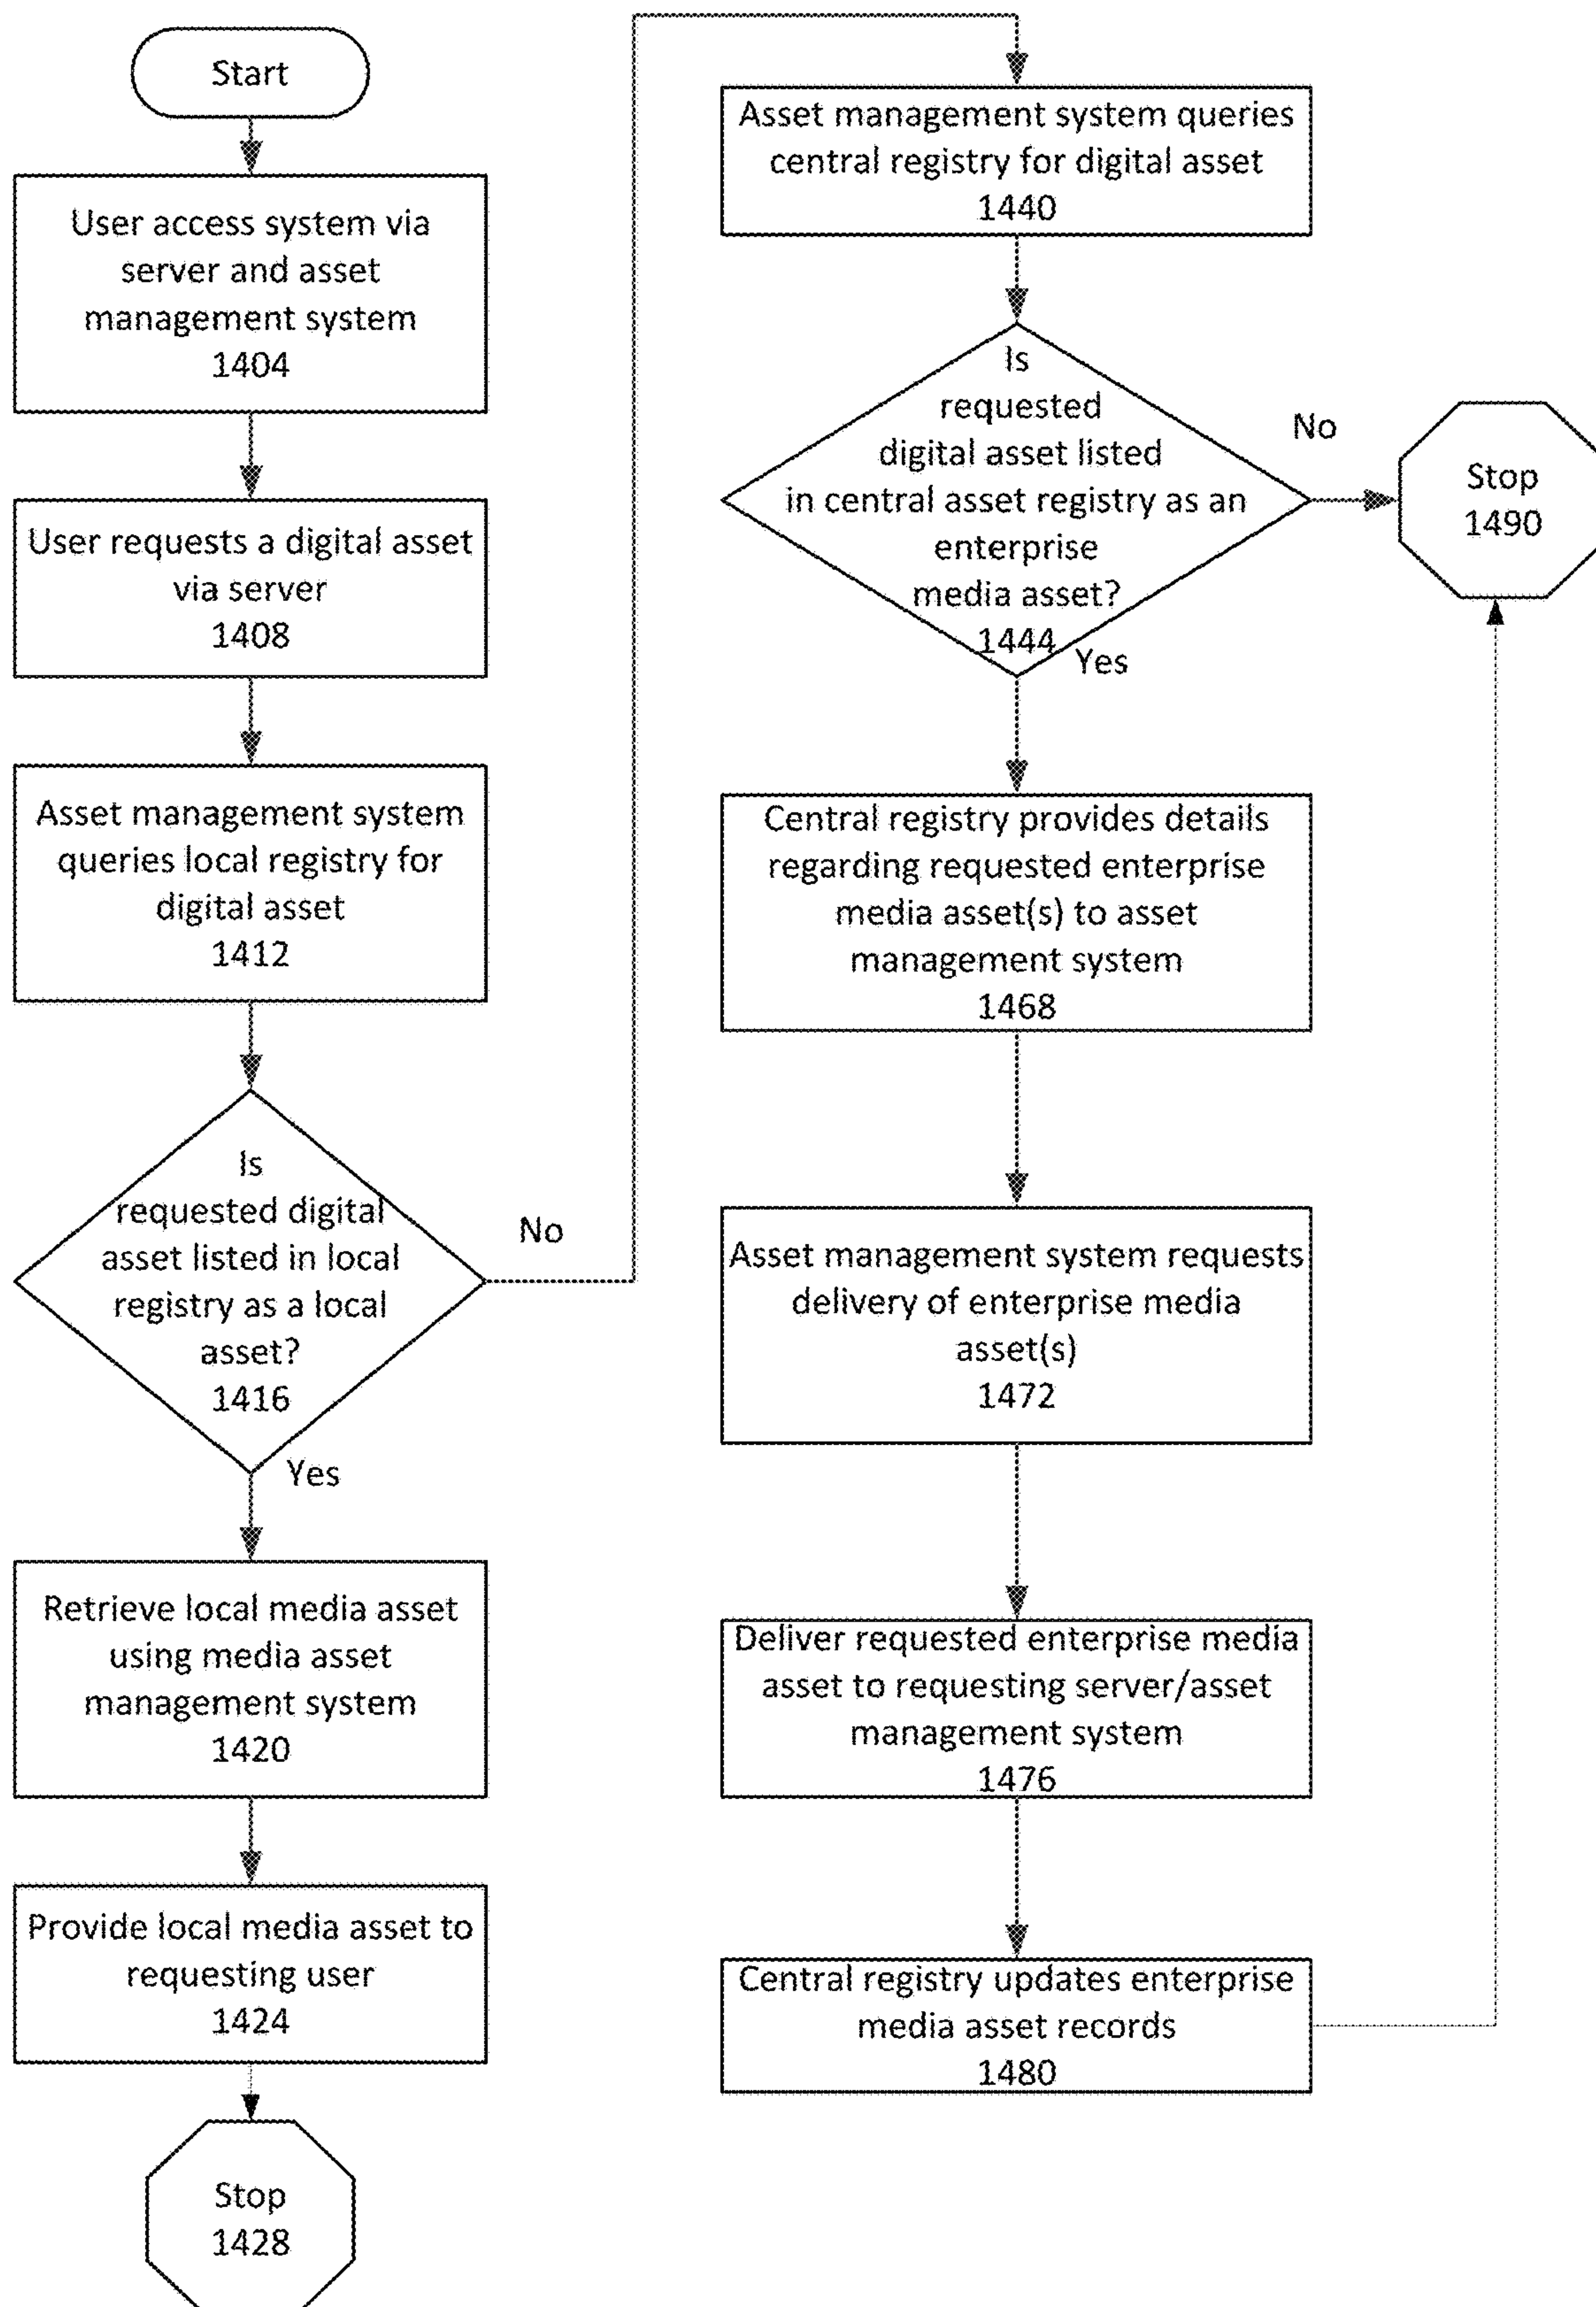 Start
User access system via
server and asset
management system
1404
User requests a digital asset
via server
1408
Asset management system
queries local registry for
digital asset
1412
Is
requested digital
asset listed in local
registry as a local
asset?
1416
No
Yes
Retrieve local media asset
using media asset
management system
1420
Provide local media asset to
requesting user
1424
Stop
1428
Asset management system queries
central registry for digital asset
1440
Is
requested
digital asset listed
in central asset registry as an
enterprise
media asset?
1444
No
Yes
Stop
1490
Central registry provides details
regarding requested enterprise
media asset(s) to asset
management system
1468
Asset management system requests
delivery of enterprise media
asset(s)
1472
Deliver requested enterprise media
asset to requesting server/asset
management system
1476
Central registry updates enterprise
media asset records
1480